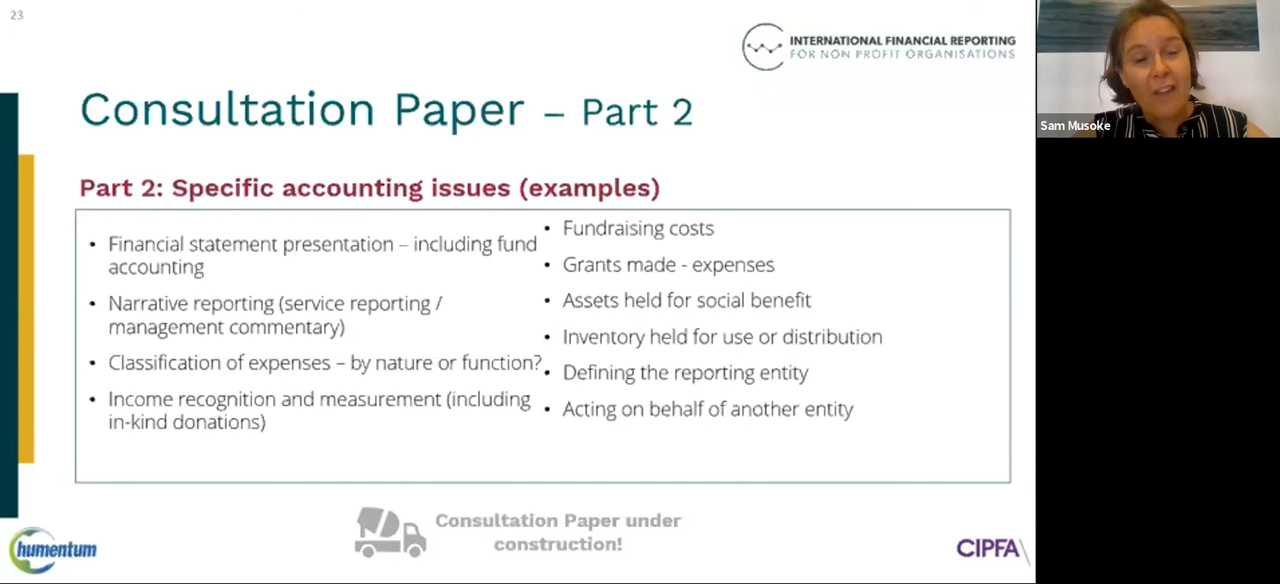 23
INTERNATIONAL FINANCIAL REPORTING
FOR NON PROFIT ORGANISATIONS
Sam Musoke
Consultation Paper – Part 2
Part 2: Specific accounting issues (examples)
• Financial statement presentation – including fund
accounting
• Narrative reporting (service reporting /
management commentary)
• Classification of expenses – by nature or function?
• Income recognition and measurement (including
in-kind donations)
• Fundraising costs
• Grants made - expenses
• Assets held for social benefit
• Inventory held for use or distribution
• Defining the reporting entity
• Acting on behalf of another entity
Consultation Paper under
construction!
humentum
CIPFA